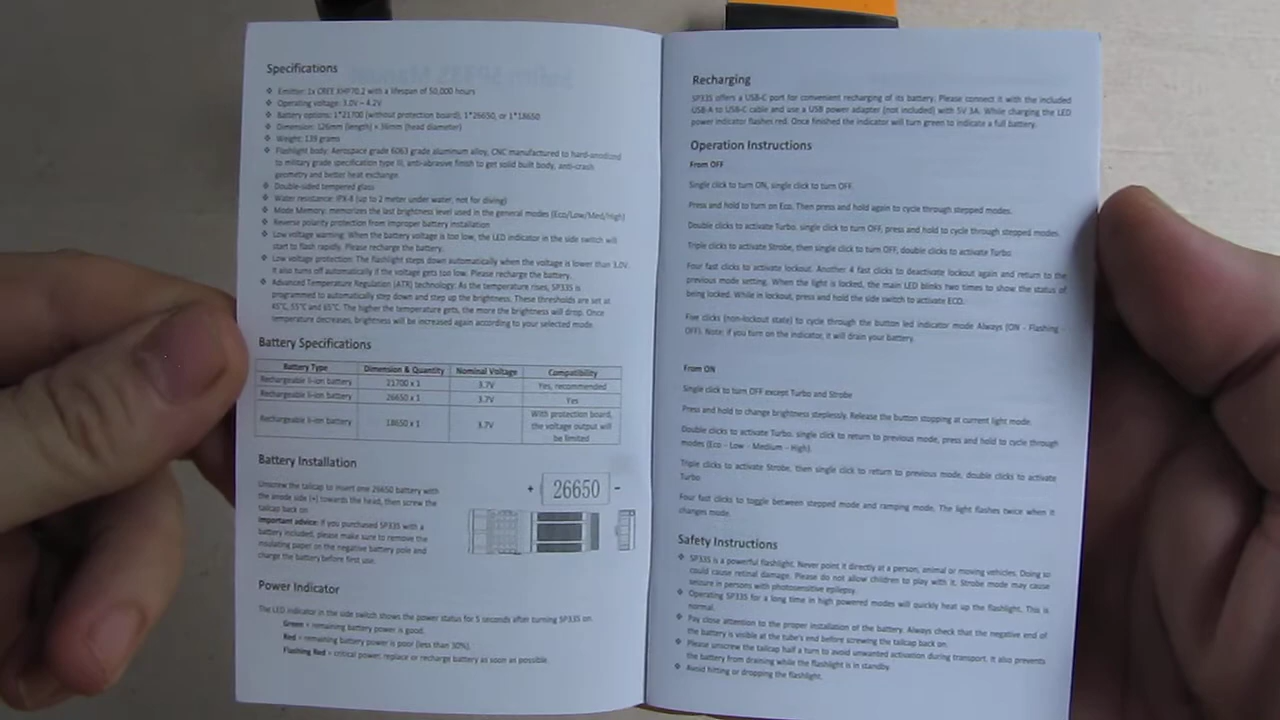 Specifications
❖ Emitter: 1x CREE XHP70.2 with a lifespan of 50,000 hours
❖ Operating voltage: 3.0V – 4.2V
❖ Battery options: 1*21700 (without protection board), 1*26650, or 1*18650
❖ Dimension: 126mm (length) × 39mm (head diameter)
❖ Weight: 139 grams
❖ Flashlight body: Aerospace grade 6063 grade aluminum alloy, CNC manufactured to hard-anodized
to military grade specification type III, anti-abrasive finish to get solid built body, anti-crash
geometry and better heat exchange
❖ Double-sided tempered glass
❖ Water resistance: IPX-8 (up to 2 meter under water, not for diving)
❖ Mode Memory: memorizes the last brightness level used in the general modes (Eco/Low/Med/High)
❖ Reverse polarity protection from improper battery installation
❖ Low voltage warning: When the battery voltage is too low, the LED indicator in the side switch will
start to flash rapidly. Please recharge the battery.
❖ Low voltage protection: The flashlight steps down automatically when the voltage is lower than 3.0V.
It also turns off automatically if the voltage gets too low. Please recharge the battery.
❖ Advanced Temperature Regulation (ATR) technology: As the temperature rises, SP33S is
programmed to automatically step down and step up the brightness. These thresholds are set at
45°C, 55°C and 65°C. The higher the temperature gets, the more the brightness will drop. Once
temperature decreases, brightness will be increased again according to your selected mode.
Battery Specifications
Battery Type Dimension & Quantity Nominal Voltage Compatibility
Rechargeable li-ion battery 21700 x 1 3.7V Yes, recommended
Rechargeable li-ion battery 26650 x 1 3.7V Yes
Rechargeable li-ion battery 18650 x 1 3.7V With protection board,
the voltage output will
be limited
Battery Installation
Unscrew the tailcap to insert one 26650 battery with
the anode side (+) towards the head, then screw the
tailcap back on.
Important advice: if you purchased SP33S with a
battery included, please make sure to remove the
insulating paper on the negative battery pole and
charge the battery before first use.
+ 26650 -
Power Indicator
The LED indicator in the side switch shows the power status for 5 seconds after turning SP33S on.
Green = remaining battery power is good.
Red = remaining battery power is poor (less than 30%).
Flashing Red = critical power, replace or recharge battery as soon as possible.
Recharging
SP33S offers a USB-C port for convenient recharging of its battery. Please connect it with the included
USB-A to USB-C cable and use a USB power adapter (not included) with 5V 3A. While charging the LED
power indicator flashes red. Once finished the indicator will turn green to indicate a full battery.
Operation Instructions
From OFF
Single click to turn ON, single click to turn OFF.
Press and hold to turn on Eco. Then press and hold again to cycle through stepped modes.
Double clicks to activate Turbo, single click to turn OFF, press and hold to cycle through stepped modes.
Triple clicks to activate Strobe, then single click to turn OFF, double clicks to activate Turbo
Four fast clicks to activate lockout. Another 4 fast clicks to deactivate lockout again and return to the
previous mode setting. When the light is locked, the main LED blinks two times to show the status of
being locked. While in lockout, press and hold the side switch to activate ECO.
Five clicks (non-lockout state) to cycle through the button led indicator mode Always (ON - Flashing -
OFF). Note: if you turn on the indicator, it will drain your battery.
From ON
Single click to turn OFF except Turbo and Strobe
Press and hold to change brightness steplessly. Release the button stopping at current light mode.
Double clicks to activate Turbo. single click to return to previous mode, press and hold to cycle through
modes (Eco - Low - Medium - High).
Triple clicks to activate Strobe, then single click to return to previous mode, double clicks to activate
Turbo
Four fast clicks to toggle between stepped mode and ramping mode. The light flashes twice when it
changes mode.
Safety Instructions
❖ SP33S is a powerful flashlight. Never point it directly at a person, animal or moving vehicles. Doing so
could cause retinal damage. Please do not allow children to play with it. Strobe mode may cause
seizure in persons with photosensitive epilepsy.
❖ Operating SP33S for a long time in high powered modes will quickly heat up the flashlight. This is
normal.
❖ Pay close attention to the proper installation of the battery. Always check that the negative end of
the battery is visible at the tube's end before screwing the tailcap back on.
❖ Please unscrew the tailcap half a turn to avoid unwanted activation during transport. It also prevents
the battery from draining while the flashlight is in standby.
❖ Avoid hitting or dropping the flashlight.